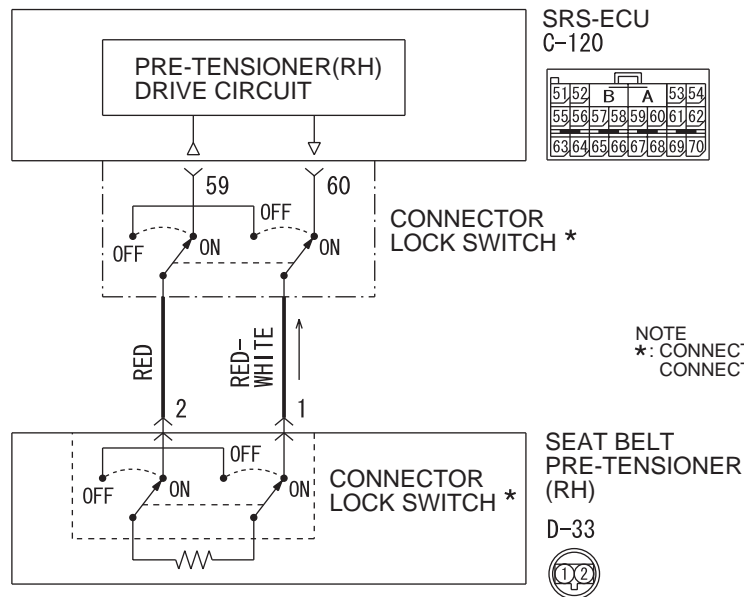 SRS-ECU
C-120
PRE-TENSIONER(RH)
DRIVE CIRCUIT
51 52 B A 53 54
55 56 57 58 59 60 61 62
63 64 65 66 67 68 69 70
59 60
OFF
OFF ON ON
CONNECTOR
LOCK SWITCH *
RED
RED-
WHITE
NOTE
*: CONNECT
CONNECT
2 1
OFF
OFF ON ON
CONNECTOR
LOCK SWITCH *
SEAT BELT
PRE-TENSIONER
(RH)
D-33
1 2